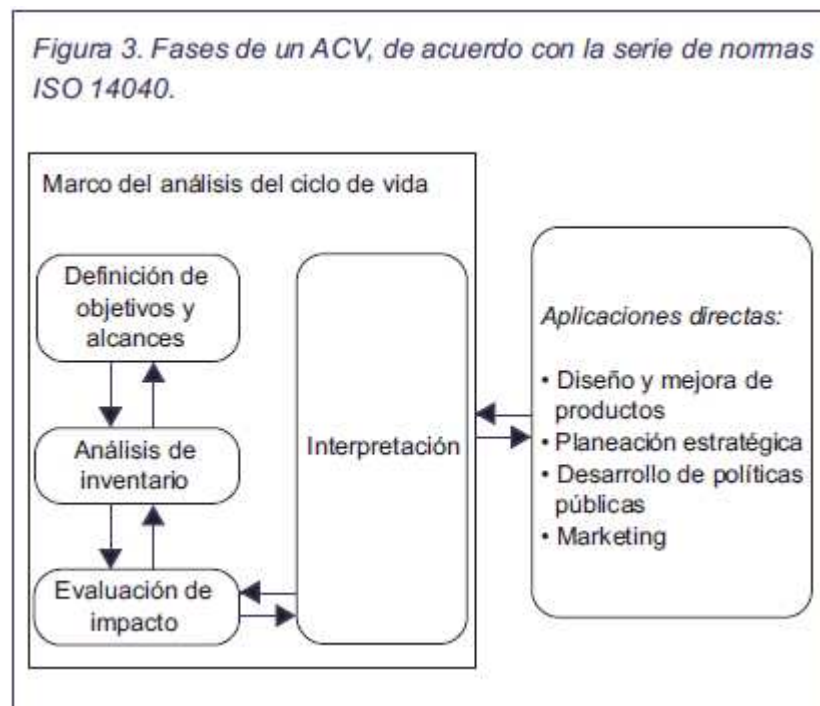 Figura 3. Fases de un ACV, de acuerdo con la serie de normas
ISO 14040.
Marco del análisis del ciclo de vida
Definición de
objetivos y
alcances
Análisis de
inventario
Evaluación de
impacto
Interpretación
Aplicaciones directas:
• Diseño y mejora de
productos
• Planeación estratégica
• Desarrollo de políticas
públicas
• Marketing